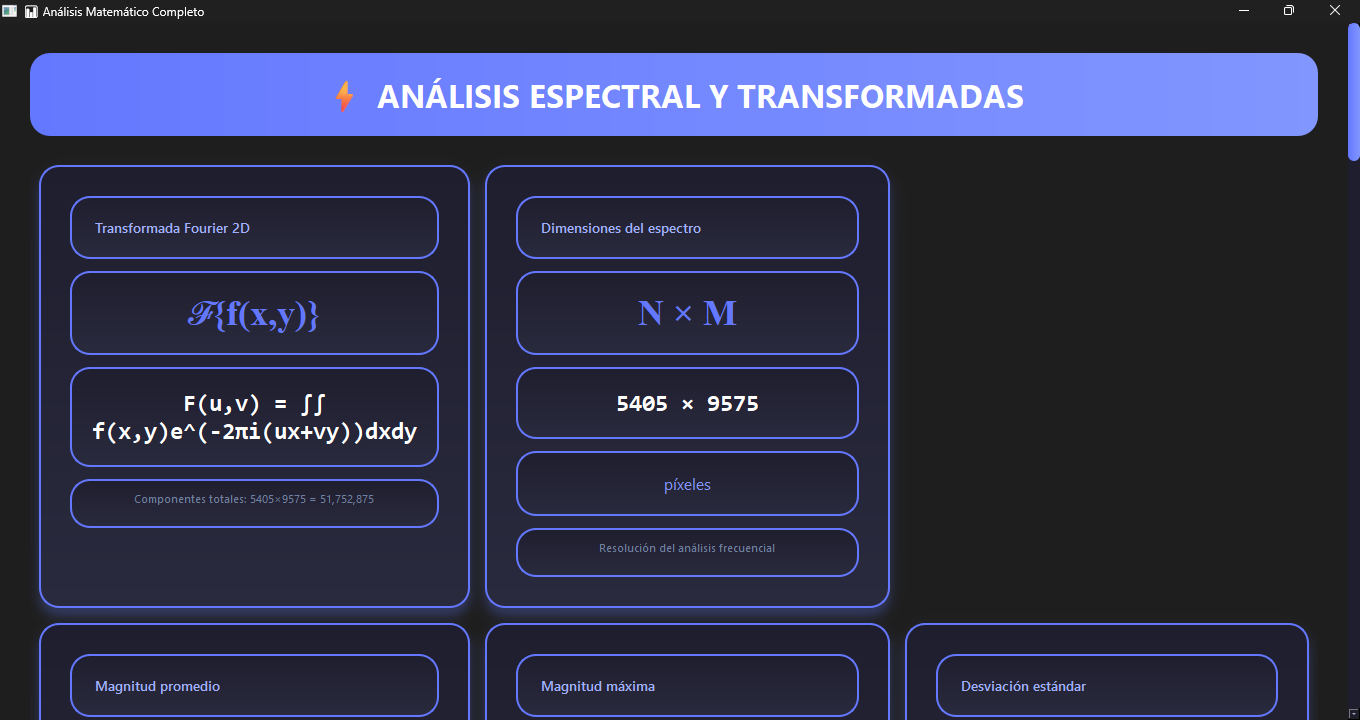 Análisis Matemático Completo
ANÁLISIS ESPECTRAL Y TRANSFORMADAS
Transformada Fourier 2D
ℱ{f(x,y)}
F(u,v) = ∫∫
f(x,y)e^(-2πi(ux+vy))dxdy
Componentes totales: 5405×9575 = 51,752,875
Dimensiones del espectro
N × M
5405 × 9575
píxeles
Resolución del análisis frecuencial
Magnitud promedio
Magnitud máxima
Desviación estándar